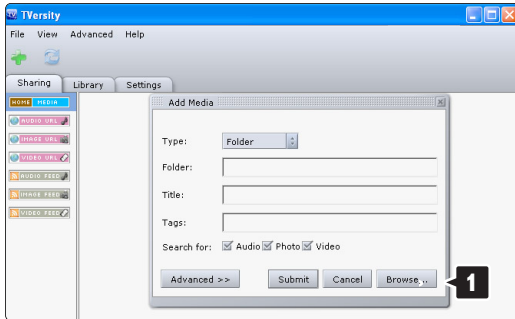 TV TVersity
File View Advanced Help
Sharing Library Settings
HOME MEDIA
AUDIO URL
IMAGE URL
VIDEO URL
AUDIO FEED
IMAGE FEED
VIDEO FEED
Add Media
Type: Folder
Folder:
Title:
Tags:
Search for: Audio Photo Video
Advanced >> Submit Cancel Browse...
1